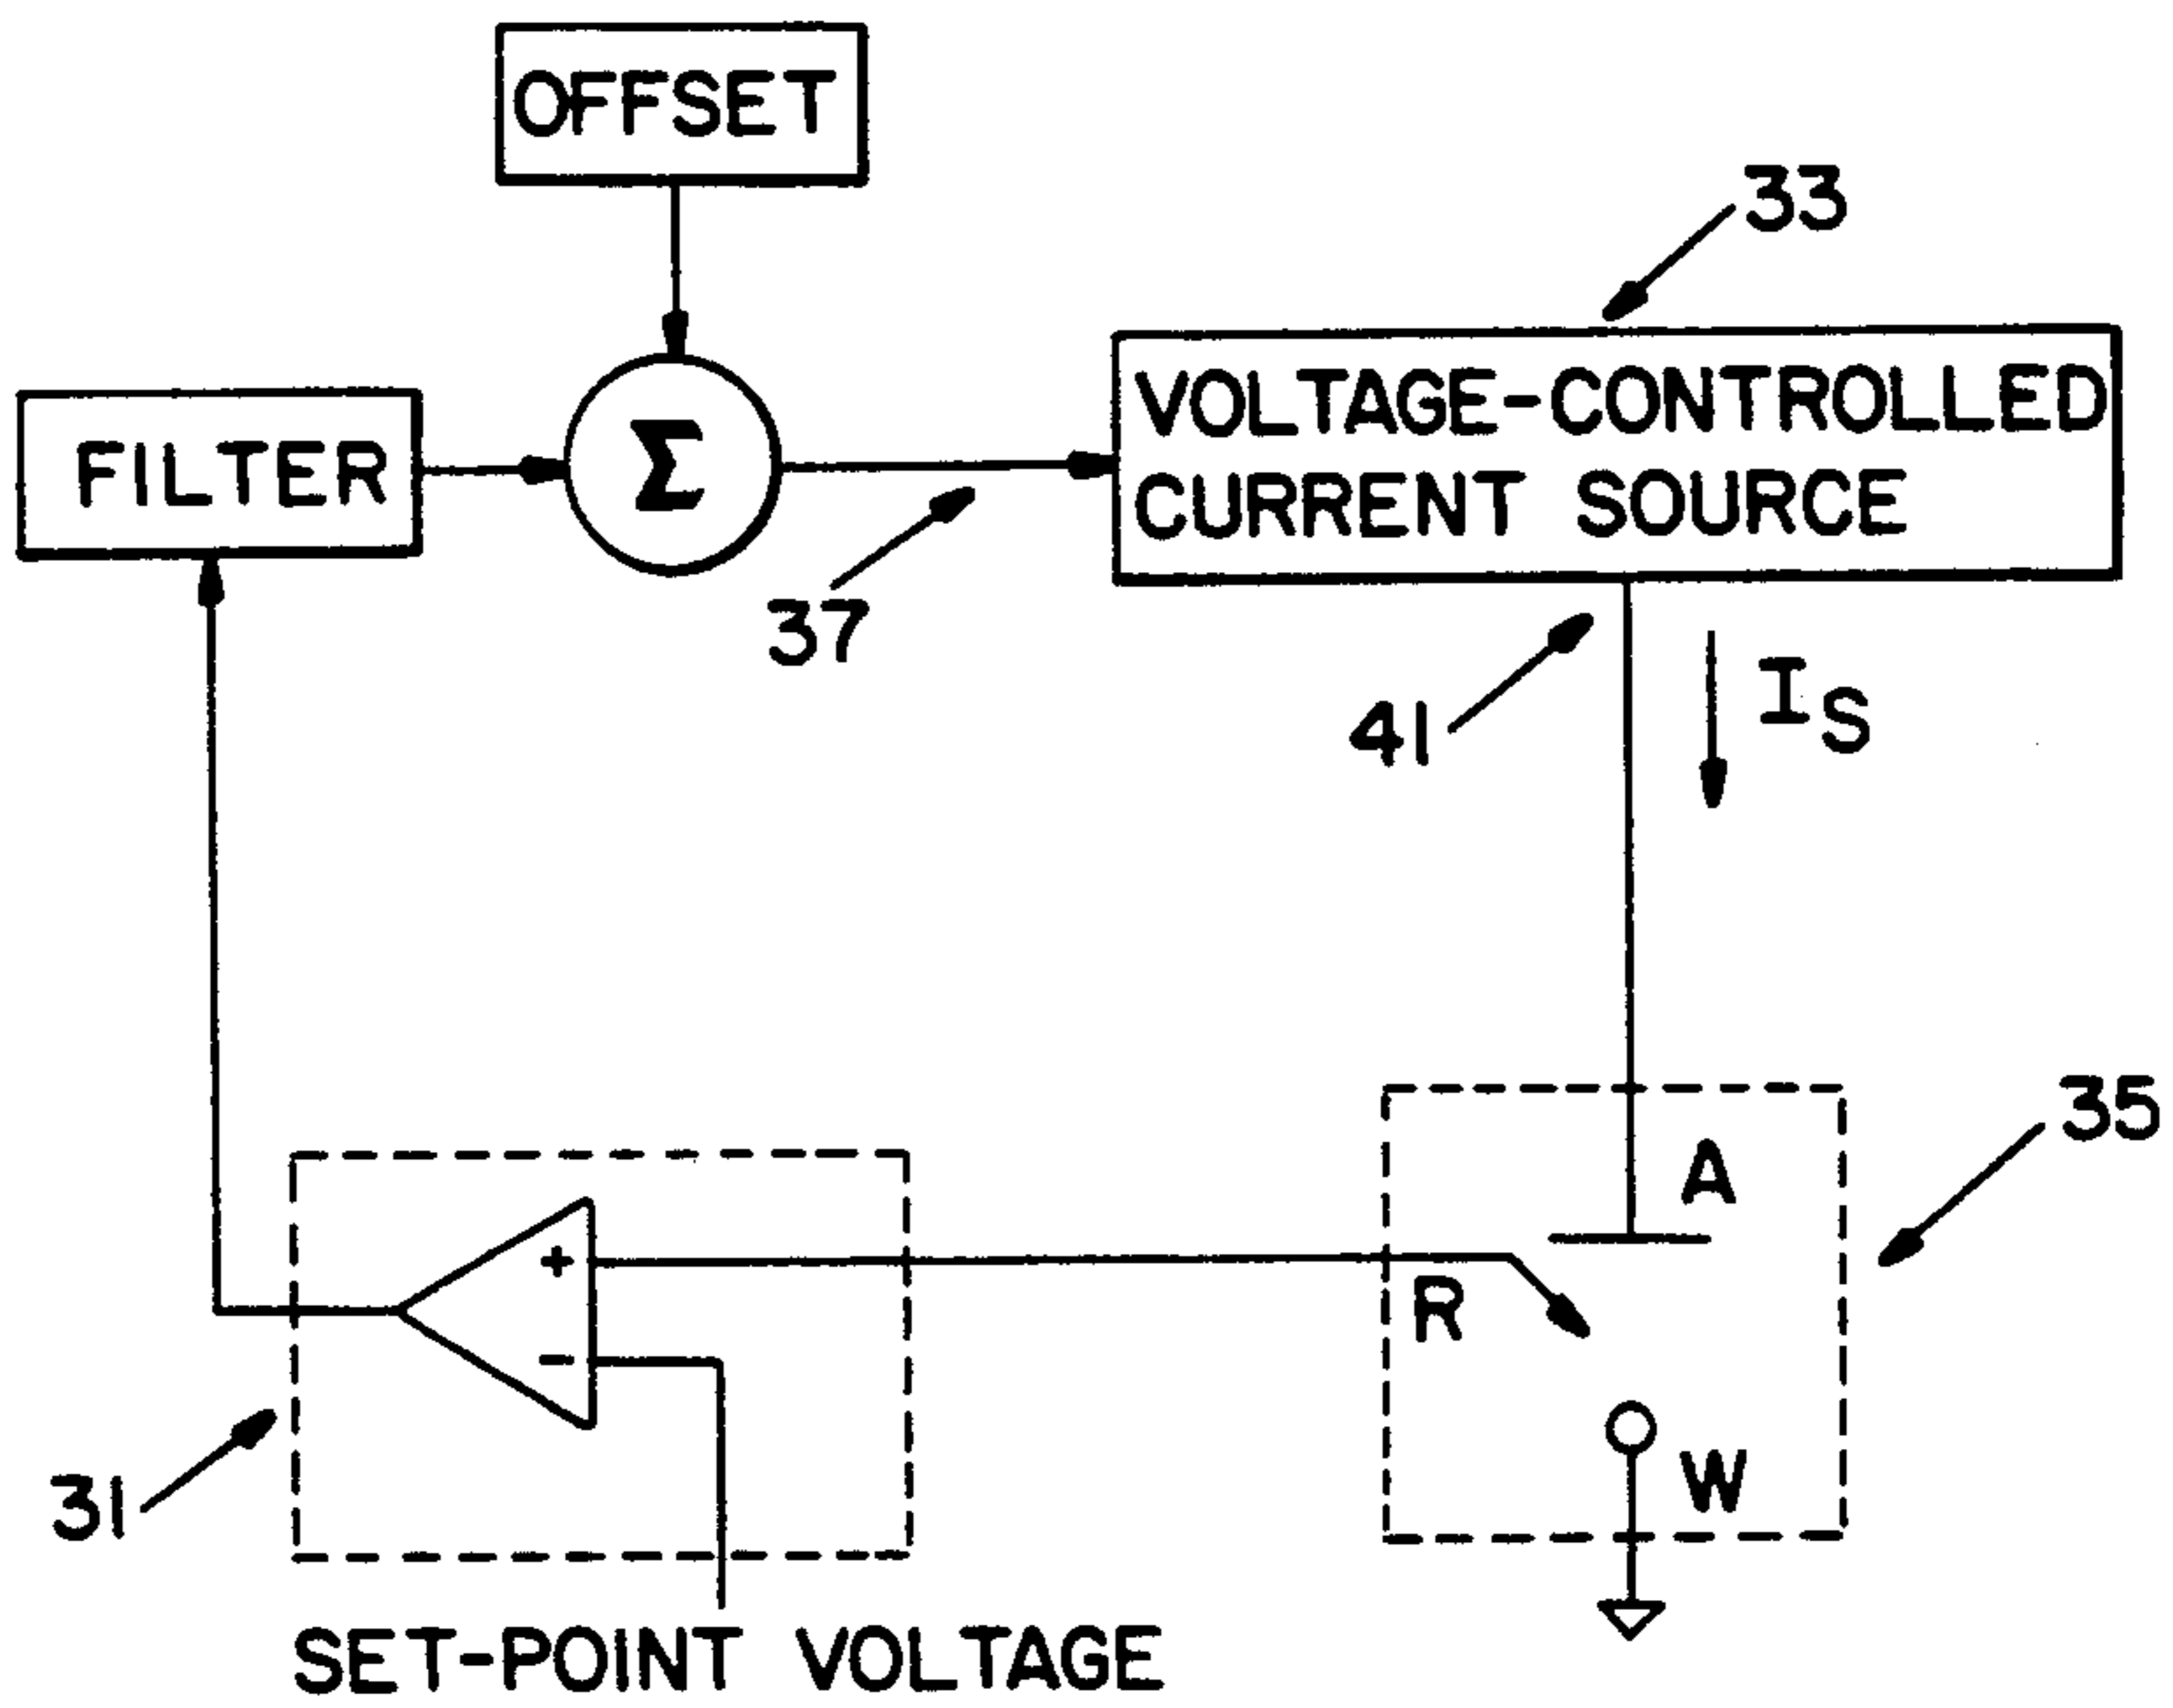 OFFSET
33
VOLTAGE-CONTROLLED
CURRENT SOURCE
FILTER
Σ
37
41
IS
35
A
+
R
-
W
31
SET-POINT VOLTAGE